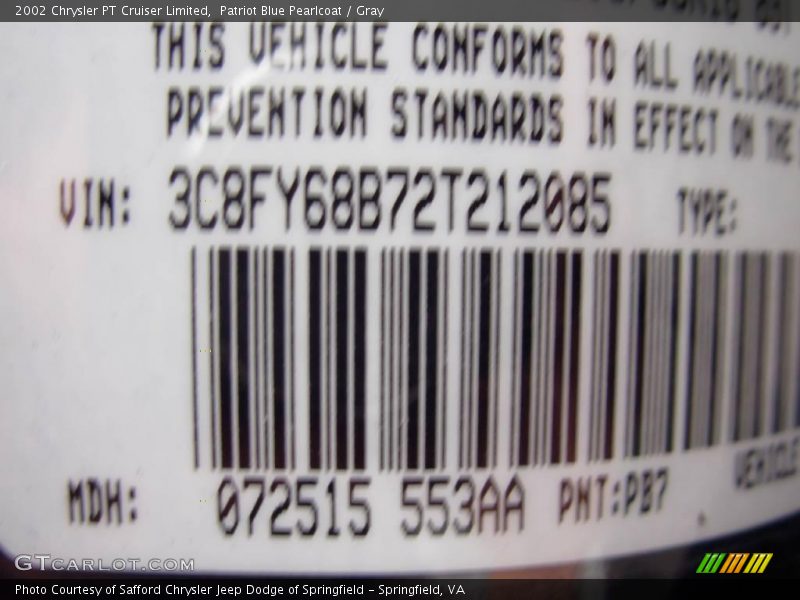 2002 Chrysler PT Cruiser Limited,  Patriot Blue Pearlcoat / Gray
THIS VEHICLE CONFORMS TO ALL APPLICABLE
PREVENTION STANDARDS IN EFFECT ON THE
VIN: 3C8FY68B72T212085 TYPE:
MDH: 072515 553AA PNT:PB7 VEHICLE
GTCARLOT.COM
Photo Courtesy of Safford Chrysler Jeep Dodge of Springfield – Springfield, VA